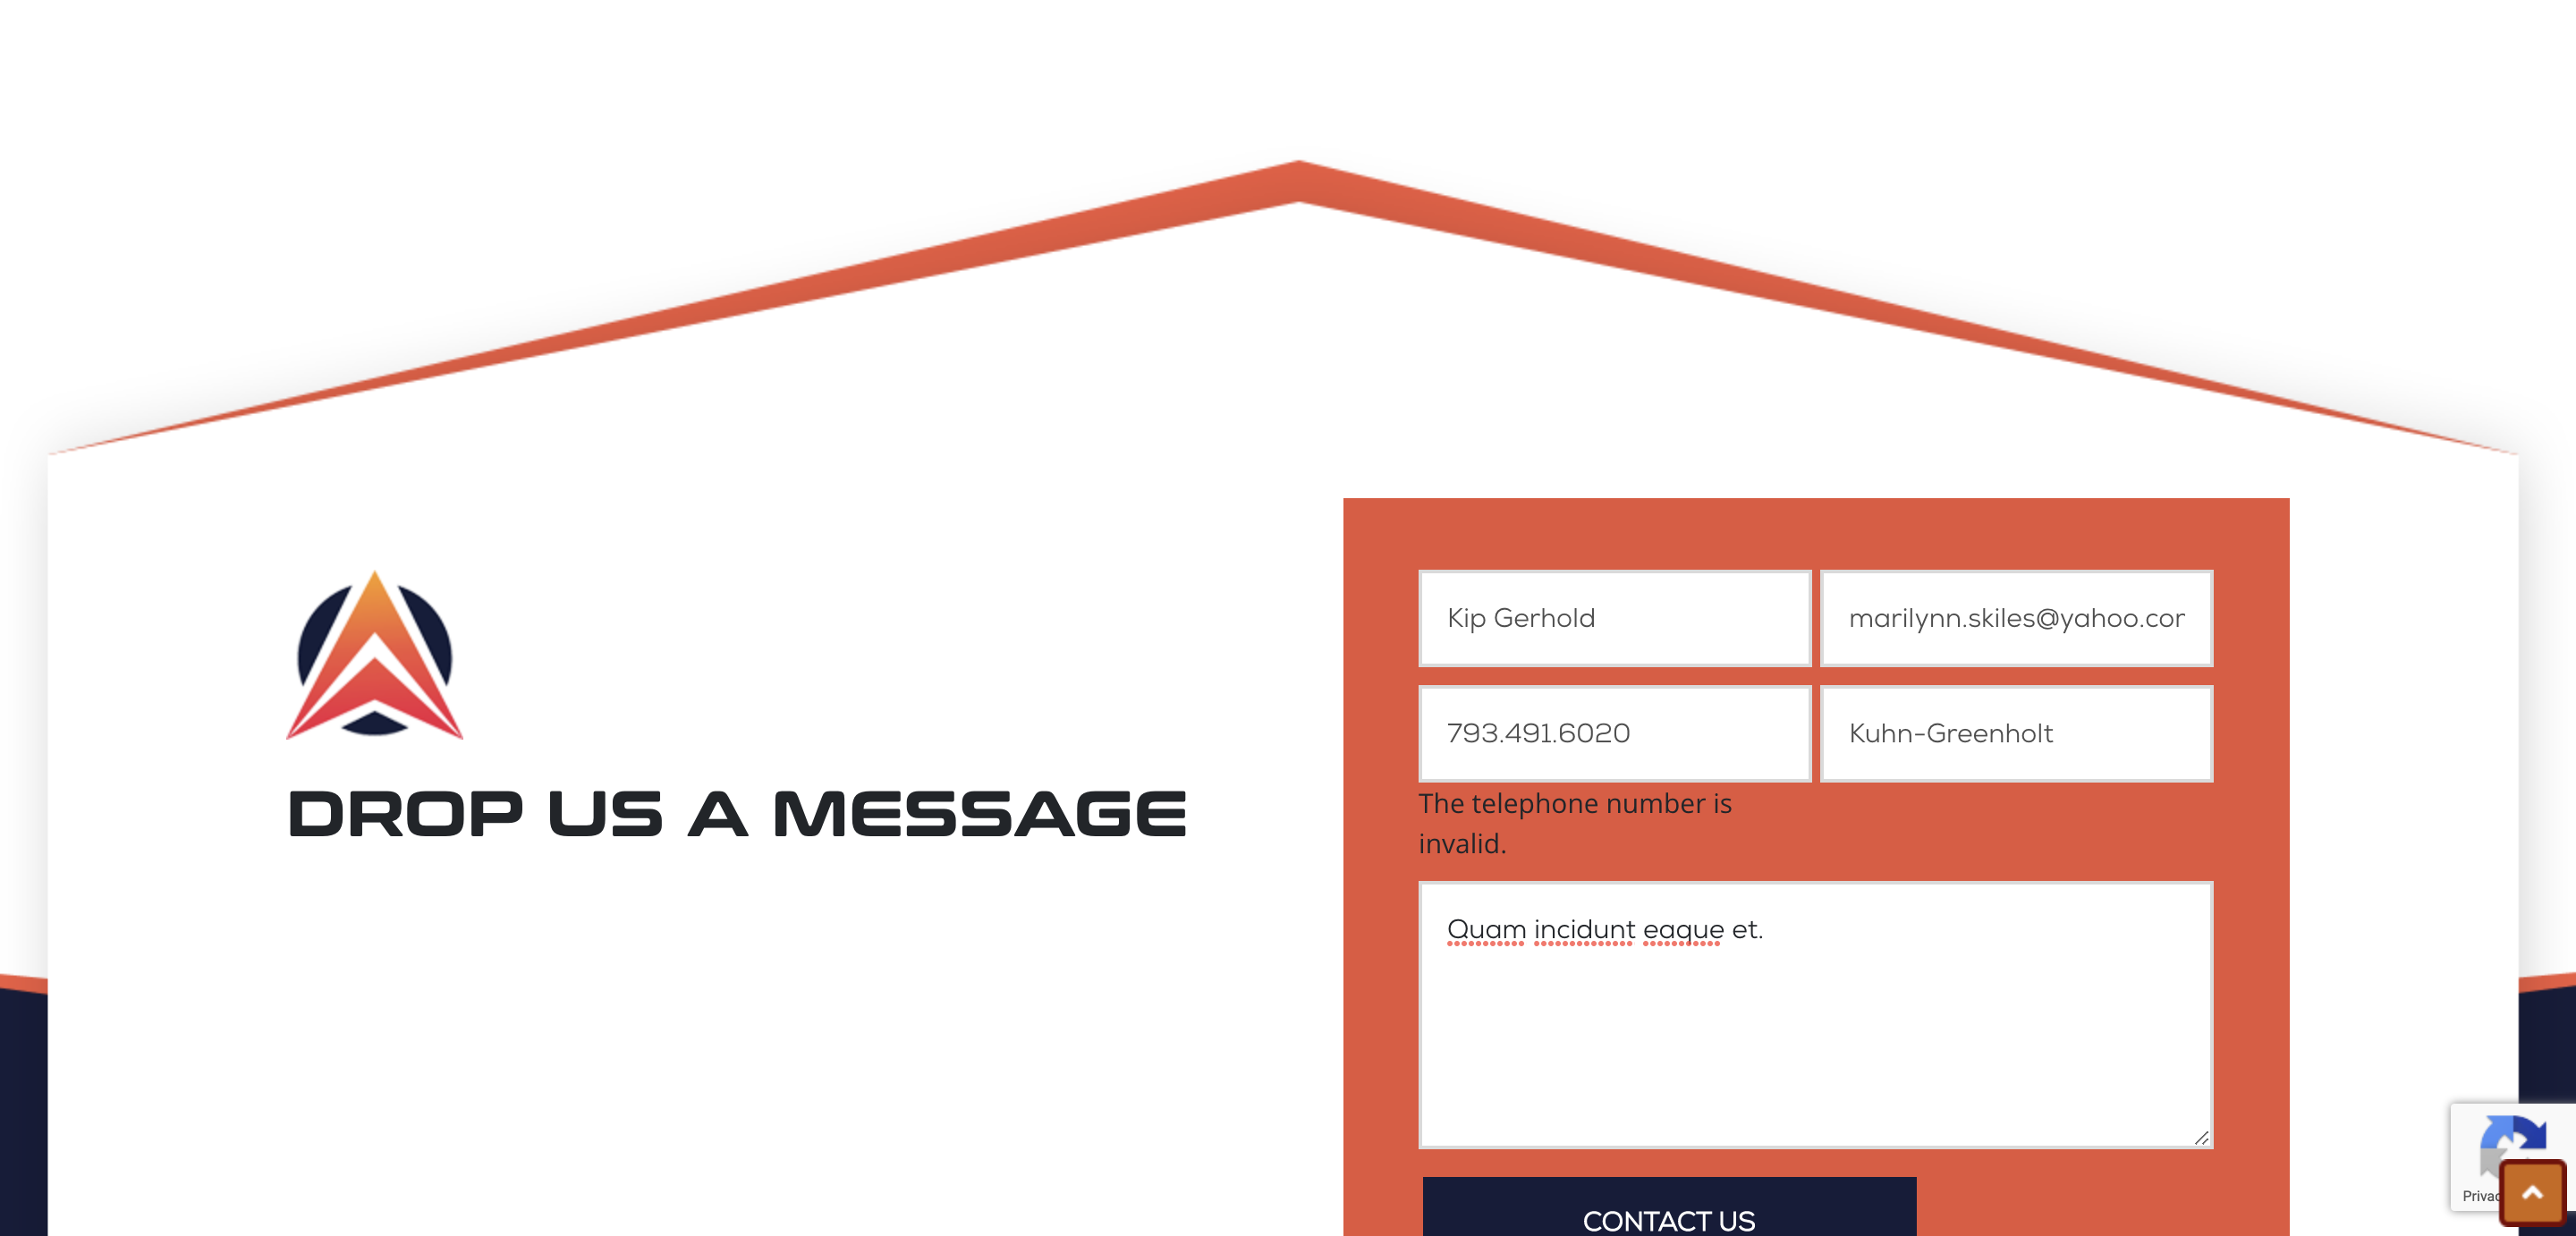 Kip Gerhold
marilynn.skiles@yahoo.cor
793.491.6020
Kuhn-Greenholt
DROP US A MESSAGE
The telephone number is
invalid.
Quam incidunt eaque et.
CONTACT US